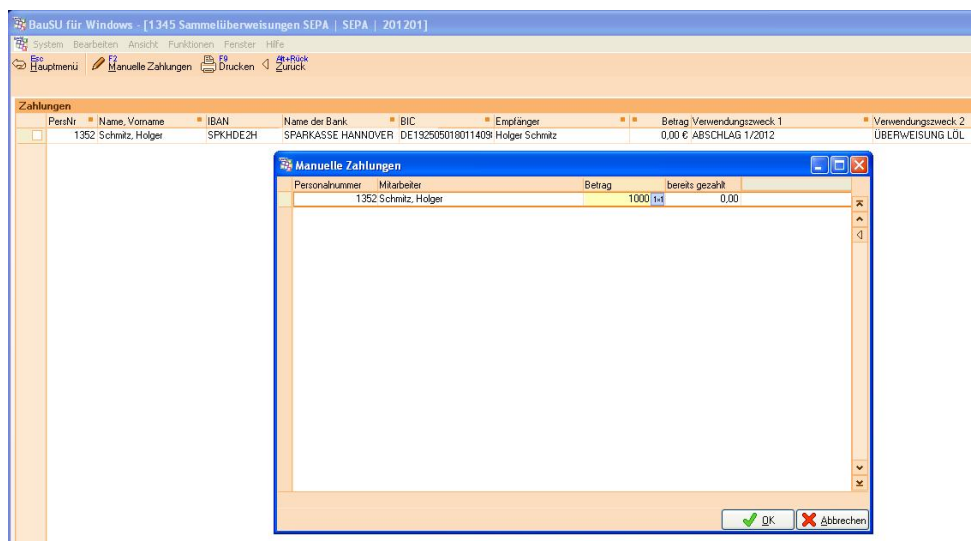 BauSU für Windows - [1345 Sammelüberweisungen SEPA | SEPA | 201201]
System Bearbeiten Ansicht Funktionen Fenster Hilfe
Esc Hauptmenü F2 Manuelle Zahlungen F9 Drucken Alt+Rück Zurück
Zahlungen
PersNr Name, Vorname IBAN Name der Bank BIC Empfänger Betrag Verwendungszweck 1 Verwendungszweck 2
1352 Schmitz, Holger SPKHDE2H SPARKASSE HANNOVER Holger Schmitz 0,00 € ABSCHLAG 1/2012 ÜBERWEISUNG LÖL
Manuelle Zahlungen
Personalnummer Mitarbeiter Betrag bereits gezahlt
1352 Schmitz, Holger 1000 0,00
OK Abbrechen